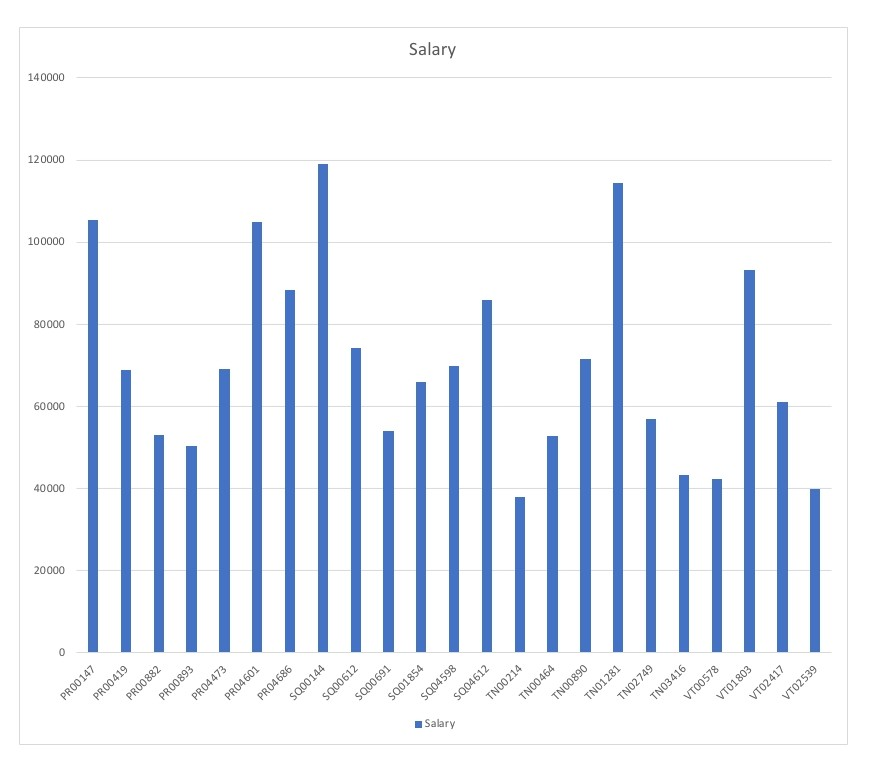 Salary
140000
120000
100000
80000
60000
40000
20000
0
PR00147
PR00419
PR00882
PR00893
PR04473
PR04601
PR04686
SQ00144
SQ00612
SQ00691
SQ01854
SQ04598
SQ04612
TN00214
TN00464
TN00890
TN01281
TN02749
TN03416
VT00578
VT01803
VT02417
VT02539
Salary